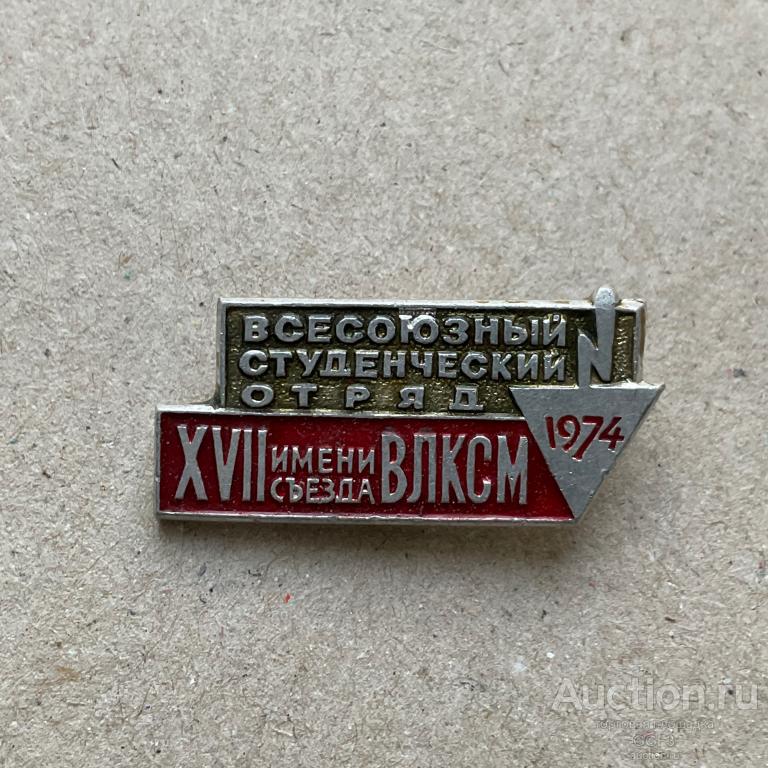 ВСЕСОЮЗНЫЙ
СТУДЕНЧЕСКИЙ
ОТРЯД
1974
XVII ИМЕНИ СЪЕЗДА ВЛКСМ
Auction.ru